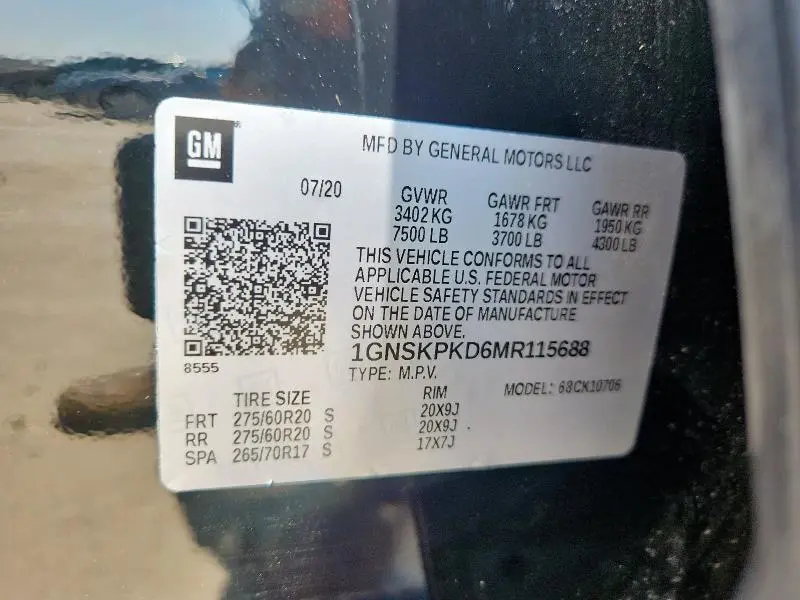 GM
MFD BY GENERAL MOTORS LLC
07/20
GVWR GAWR FRT GAWR RR
3402 KG 1678 KG 1950 KG
7500 LB 3700 LB 4300 LB
THIS VEHICLE CONFORMS TO ALL
APPLICABLE U.S. FEDERAL MOTOR
VEHICLE SAFETY STANDARDS IN EFFECT
ON THE DATE OF MANUFACTURE
SHOWN ABOVE.
1GNSKPKD6MR115688
8555
TYPE: M.P.V. MODEL: 68CK10706
TIRE SIZE RIM
FRT 275/60R20 S 20X9J
RR 275/60R20 S 20X9J
SPA 265/70R17 S 17X7J